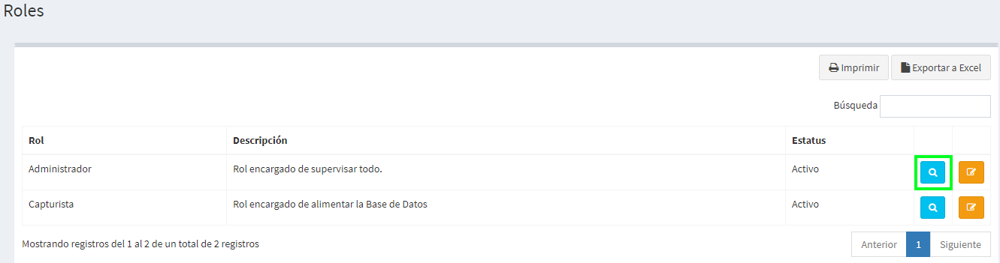 Roles
Imprimir
Exportar a Excel
Búsqueda
Rol Descripción Estatus
Administrador Rol encargado de supervisar todo. Activo
Capturista Rol encargado de alimentar la Base de Datos Activo
Mostrando registros del 1 al 2 de un total de 2 registros
Anterior 1 Siguiente